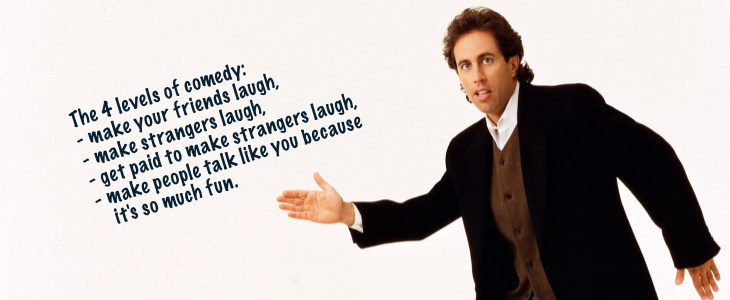 The 4 levels of comedy:
- make your friends laugh,
- make strangers laugh,
- get paid to make strangers laugh,
- make people talk like you because
it's so much fun.